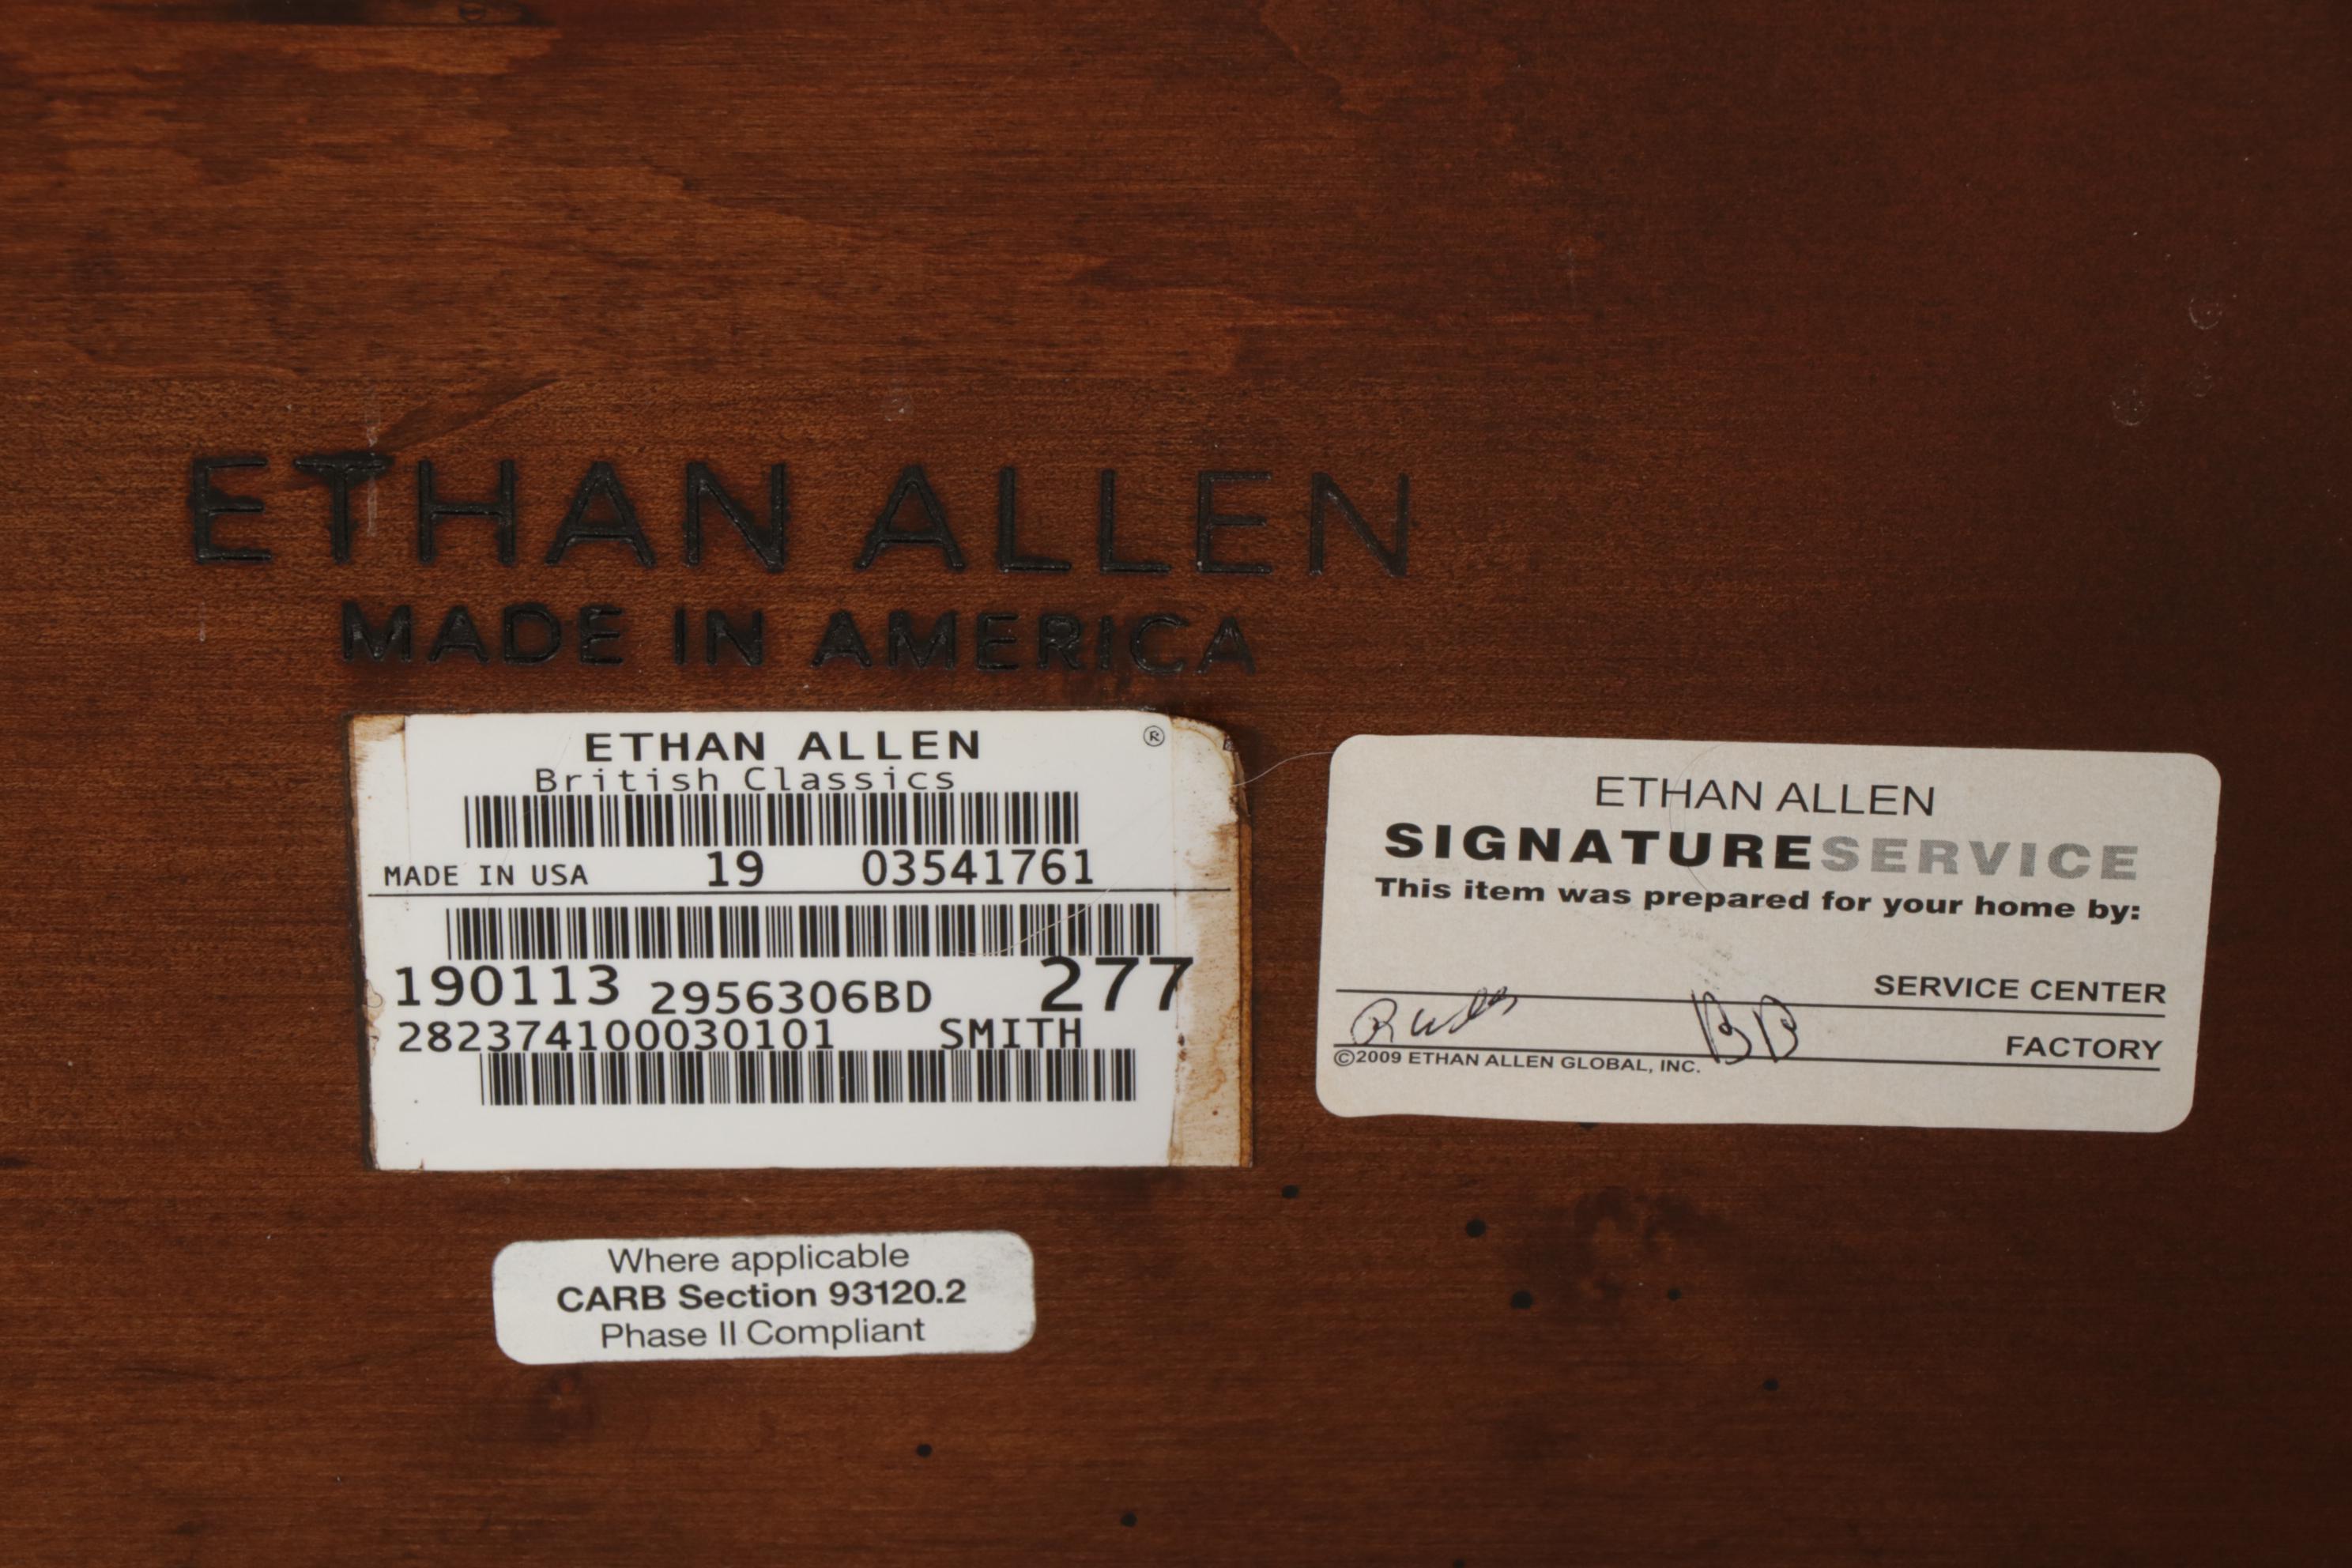 ETHAN ALLEN
MADE IN AMERICA
ETHAN ALLEN ®
British Classics
MADE IN USA 19 03541761
190113 2956306BD 277
282374100030101 SMITH
Where applicable
CARB Section 93120.2
Phase II Compliant
ETHAN ALLEN
SIGNATURESERVICE
This item was prepared for your home by:
SERVICE CENTER
BB FACTORY
©2009 ETHAN ALLEN GLOBAL, INC.